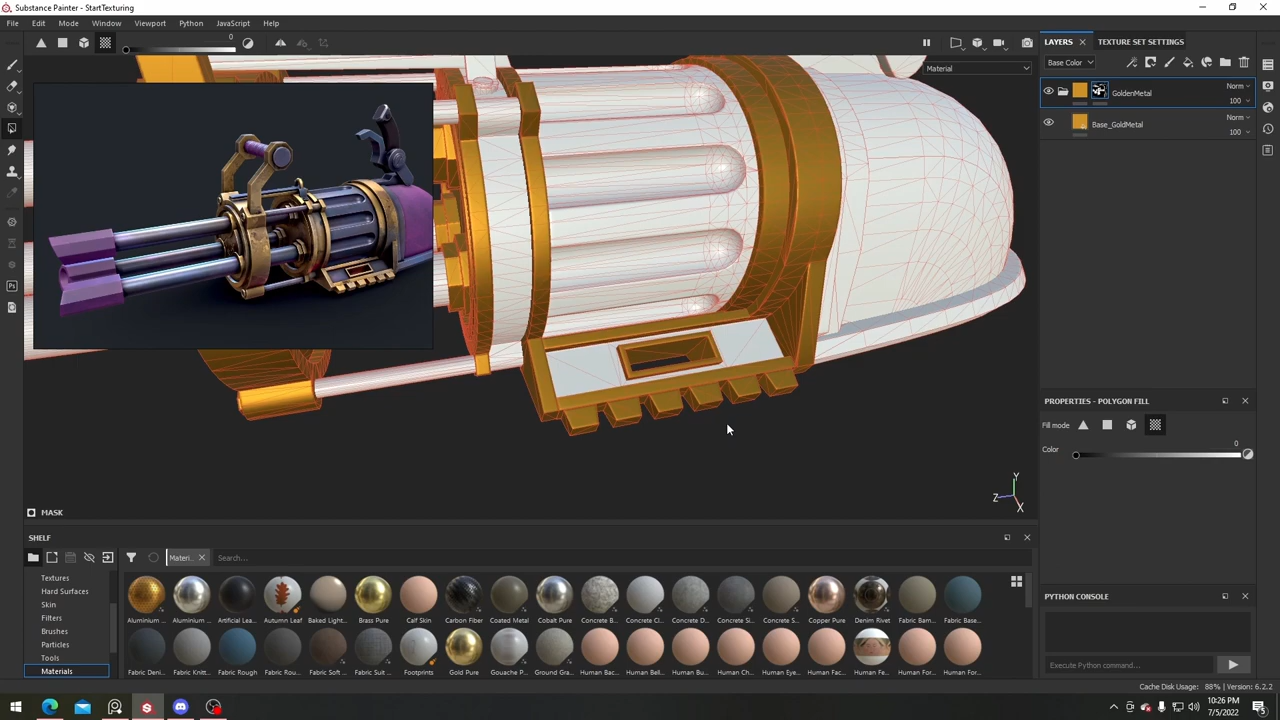 Substance Painter - StartTexturing
File Edit Mode Window Viewport Python JavaScript Help
0
Material
LAYERS TEXTURE SET SETTINGS
Base Color
GoldenMetal Norm
100
Base_GoldMetal Norm
100
PROPERTIES - POLYGON FILL
Fill mode
Color 0
Y
Z
X
MASK
SHELF
Materi... Search...
Textures
Hard Surfaces
Skin
Filters
Brushes
Particles
Tools
Materials
Aluminium ... Aluminium ... Artificial Lea... Autumn Leaf Baked Light... Brass Pure Calf Skin Carbon Fiber Coated Metal Cobalt Pure Concrete B... Concrete Cl... Concrete D... Concrete Si... Concrete S... Copper Pure Denim Rivet Fabric Bam... Fabric Base...
Fabric Deni... Fabric Knitt... Fabric Rough Fabric Rou... Fabric Soft ... Fabric Suit ... Footprints Gold Pure Gouache P... Ground Gra... Human Bac... Human Bell... Human Bu... Human Ch... Human Eye... Human Fac... Human Fe... Human For... Human For...
PYTHON CONSOLE
Execute Python command...
Cache Disk Usage: 88% | Version: 6.2.2
Ps
10:26 PM
7/5/2022
5